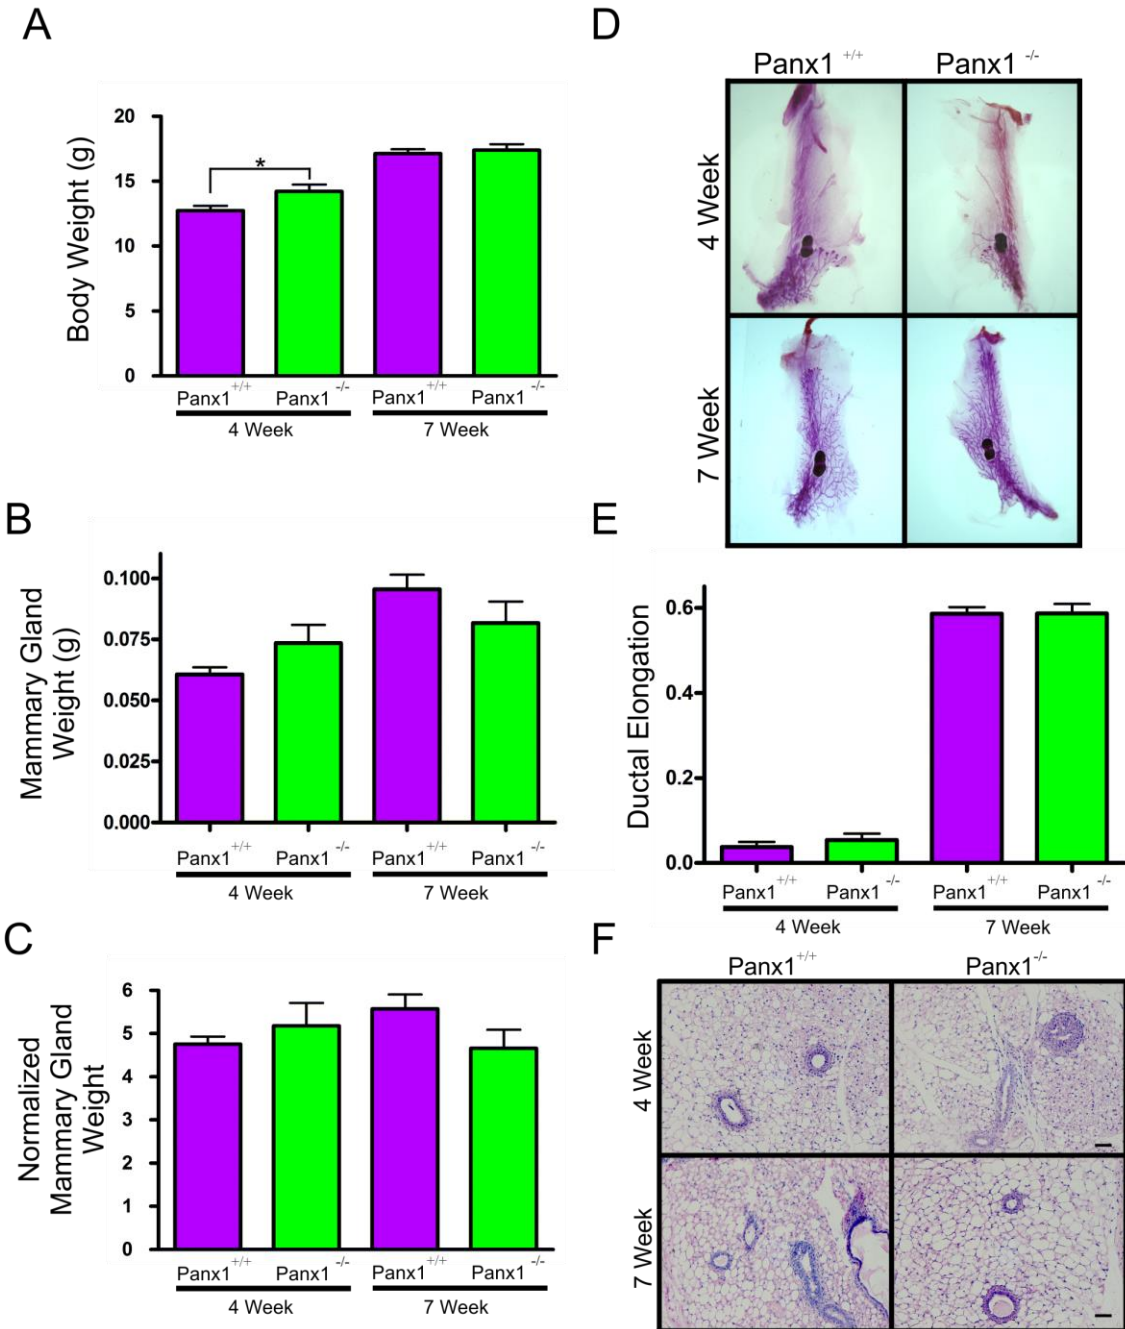 A
Body Weight (g)
20
15
10
5
0
*
Panx1 +/+ Panx1 -/- Panx1 +/+ Panx1 -/-
4 Week 7 Week
B
Mammary Gland
Weight (g)
0.100
0.075
0.050
0.025
0.000
Panx1 +/+ Panx1 -/- Panx1 +/+ Panx1 -/-
4 Week 7 Week
C
Normalized
Mammary Gland
Weight
6
5
4
3
2
1
0
Panx1 +/+ Panx1 -/- Panx1 +/+ Panx1 -/-
4 Week 7 Week
D
Panx1 +/+ Panx1 -/-
4 Week
7 Week
E
Ductal Elongation
0.6
0.4
0.2
0.0
Panx1 +/+ Panx1 -/- Panx1 +/+ Panx1 -/-
4 Week 7 Week
F
Panx1 +/+ Panx1 -/-
4 Week
7 Week